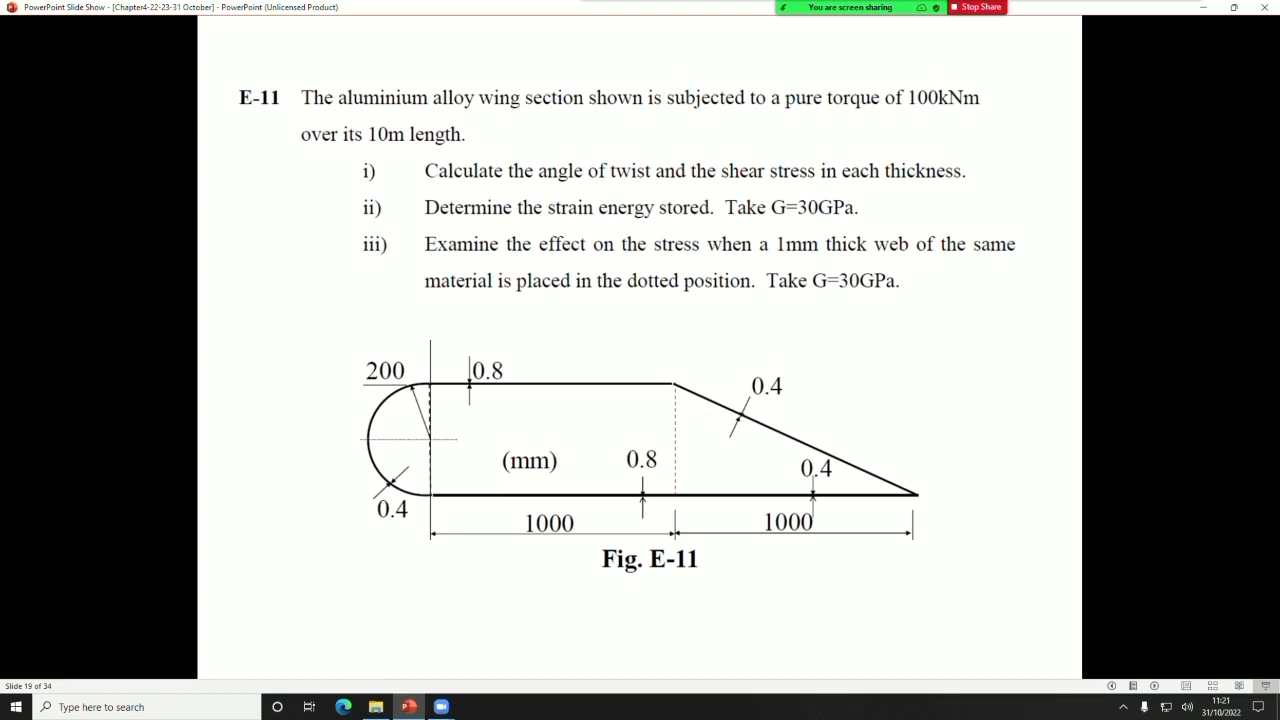 PowerPoint Slide Show - [Chapter4-22-23-31 October] - PowerPoint (Unlicensed Product)
You are screen sharing
Stop Share
E-11 The aluminium alloy wing section shown is subjected to a pure torque of 100kNm
over its 10m length.
i) Calculate the angle of twist and the shear stress in each thickness.
ii) Determine the strain energy stored. Take G=30GPa.
iii) Examine the effect on the stress when a 1mm thick web of the same
material is placed in the dotted position. Take G=30GPa.
200
0.8
0.4
(mm)
0.8
0.4
0.4
1000
1000
Fig. E-11
Slide 19 of 34
Type here to search
11:21
31/10/2022